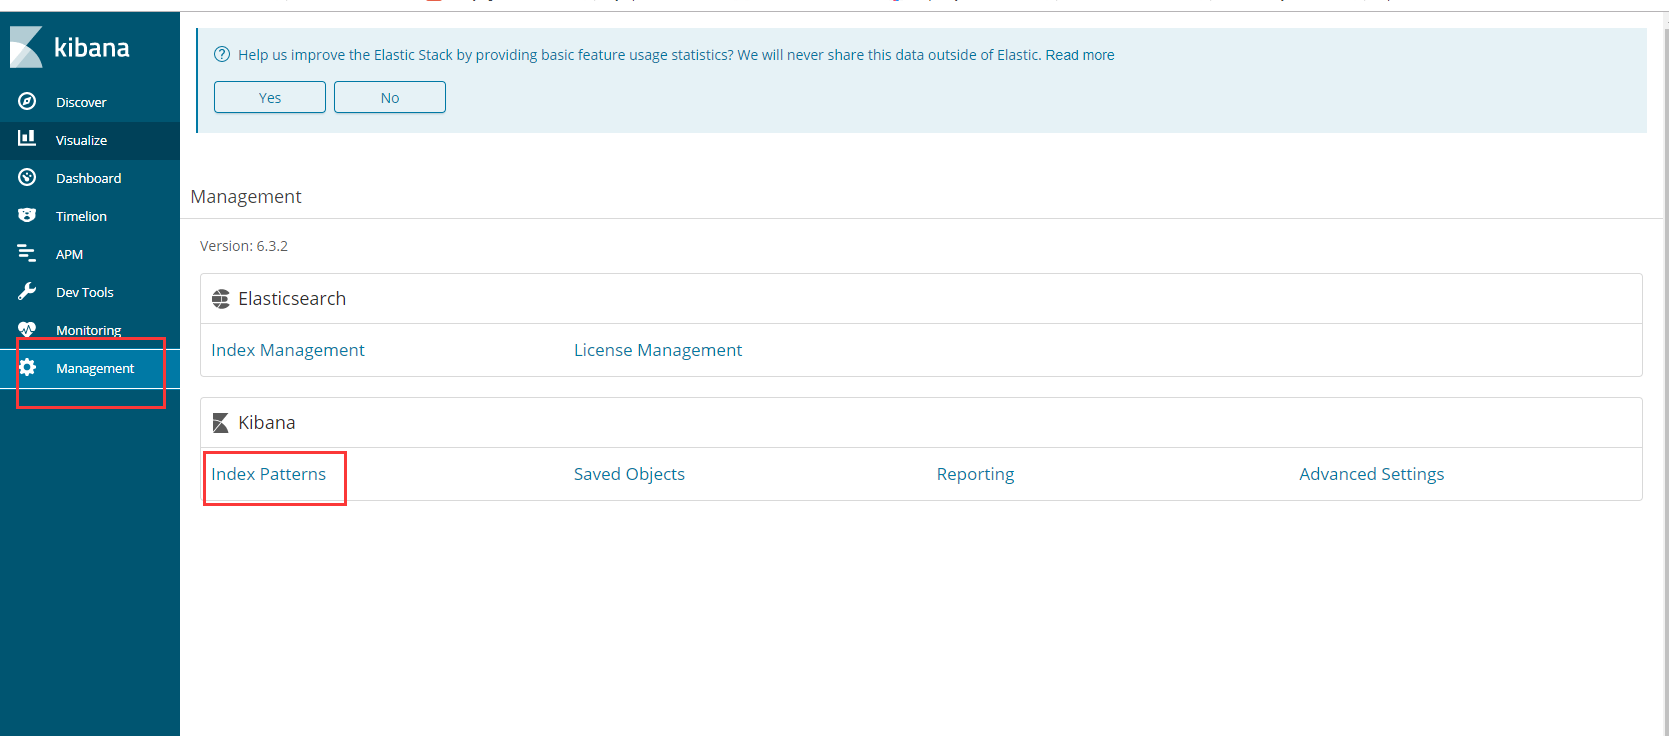 kibana
Discover
Visualize
Dashboard
Timelion
APM
Dev Tools
Monitoring
Management
Help us improve the Elastic Stack by providing basic feature usage statistics? We will never share this data outside of Elastic. Read more
Yes No
Management
Version: 6.3.2
Elasticsearch
Index Management License Management
Kibana
Index Patterns Saved Objects Reporting Advanced Settings